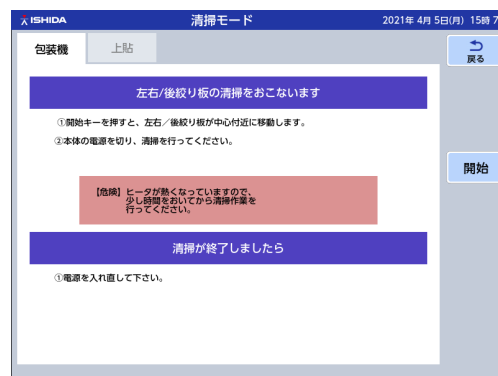 ISHIDA
清掃モード
2021年 4月 5日(月) 15時 7
包装機
上貼
戻る
左右/後絞り板の清掃をおこないます
①開始キーを押すと、左右／後絞り板が中心付近に移動します。
②本体の電源を切り、清掃を行ってください。
開始
【危険】ヒータが熱くなっていますので、
少し時間をおいてから清掃作業を
行ってください。
清掃が終了しましたら
①電源を入れ直して下さい。